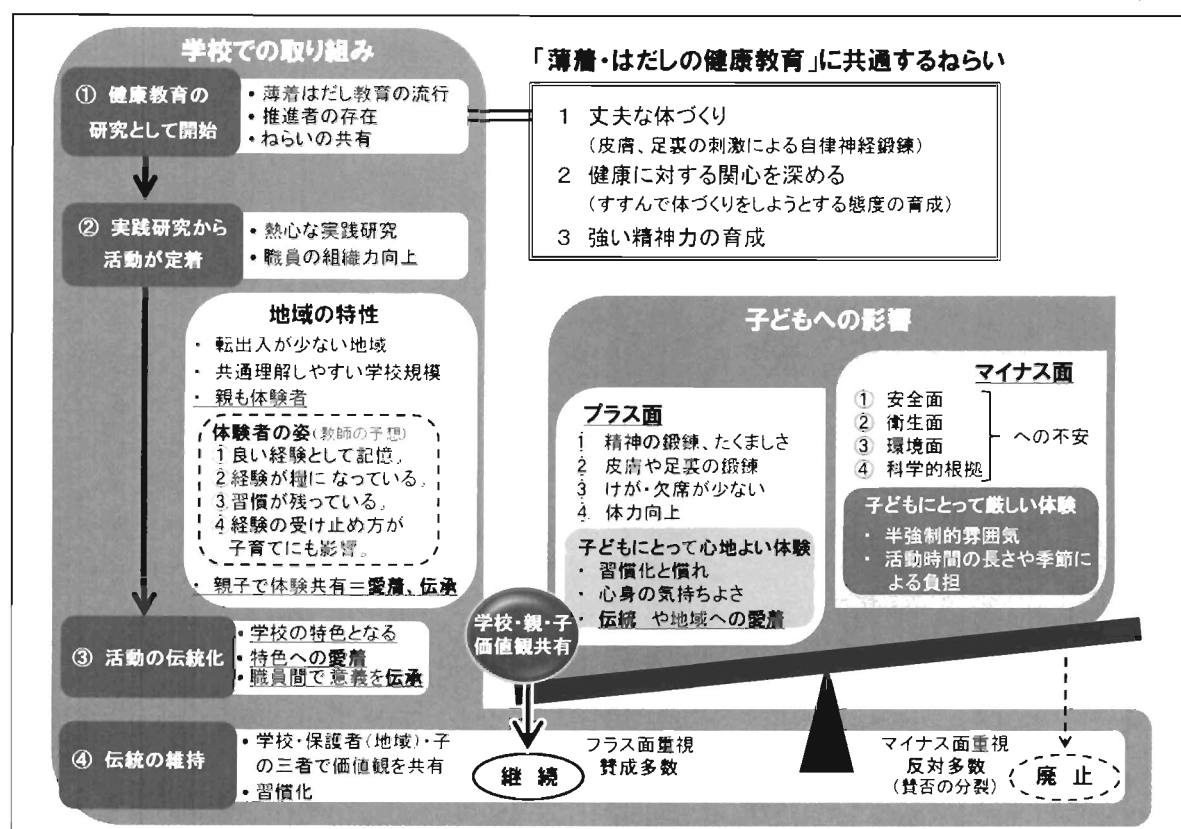 学校での取り組み
① 健康教育の
研究として開始
• 薄着はだし教育の流行
• 推進者の存在
• ねらいの共有
「薄着・はだしの健康教育」に共通するねらい
1 丈夫な体づくり
(皮膚、足裏の刺激による自律神経鍛錬)
2 健康に対する関心を深める
(すすんで体づくりをしようとする態度の育成)
3 強い精神力の育成
② 実践研究から
活動が定着
• 熱心な実践研究
• 職員の組織力向上
地域の特性
・ 転出入が少ない地域
・ 共通理解しやすい学校規模
・ 親も体験者
体験者の姿(教師の予想)
1 良い経験として記憶。
2 経験が糧になっている。
3 習慣が残っている。
4 経験の受け止め方が
子育てにも影響。
・ 親子で体験共有=愛着、伝承
③ 活動の伝統化
• 学校の特色となる
• 特色への愛着
• 職員間で意義を伝承
④ 伝統の維持
• 学校・保護者(地域)・子
の三者で価値観を共有
• 習慣化
子どもへの影響
プラス面
1 精神の鍛錬、たくましさ
2 皮膚や足裏の鍛錬
3 けが・欠席が少ない
4 体力向上
子どもにとって心地よい体験
・ 習慣化と慣れ
・ 心身の気持ちよさ
・ 伝統 や地域への愛着
マイナス面
① 安全面
② 衛生面
③ 環境面
④ 科学的根拠
への不安
子どもにとって厳しい体験
・ 半強制的雰囲気
・ 活動時間の長さや季節に
よる負担
学校・親・子
価値観共有
継続
プラス面重視
賛成多数
マイナス面重視
反対多数
(賛否の分裂)
廃止